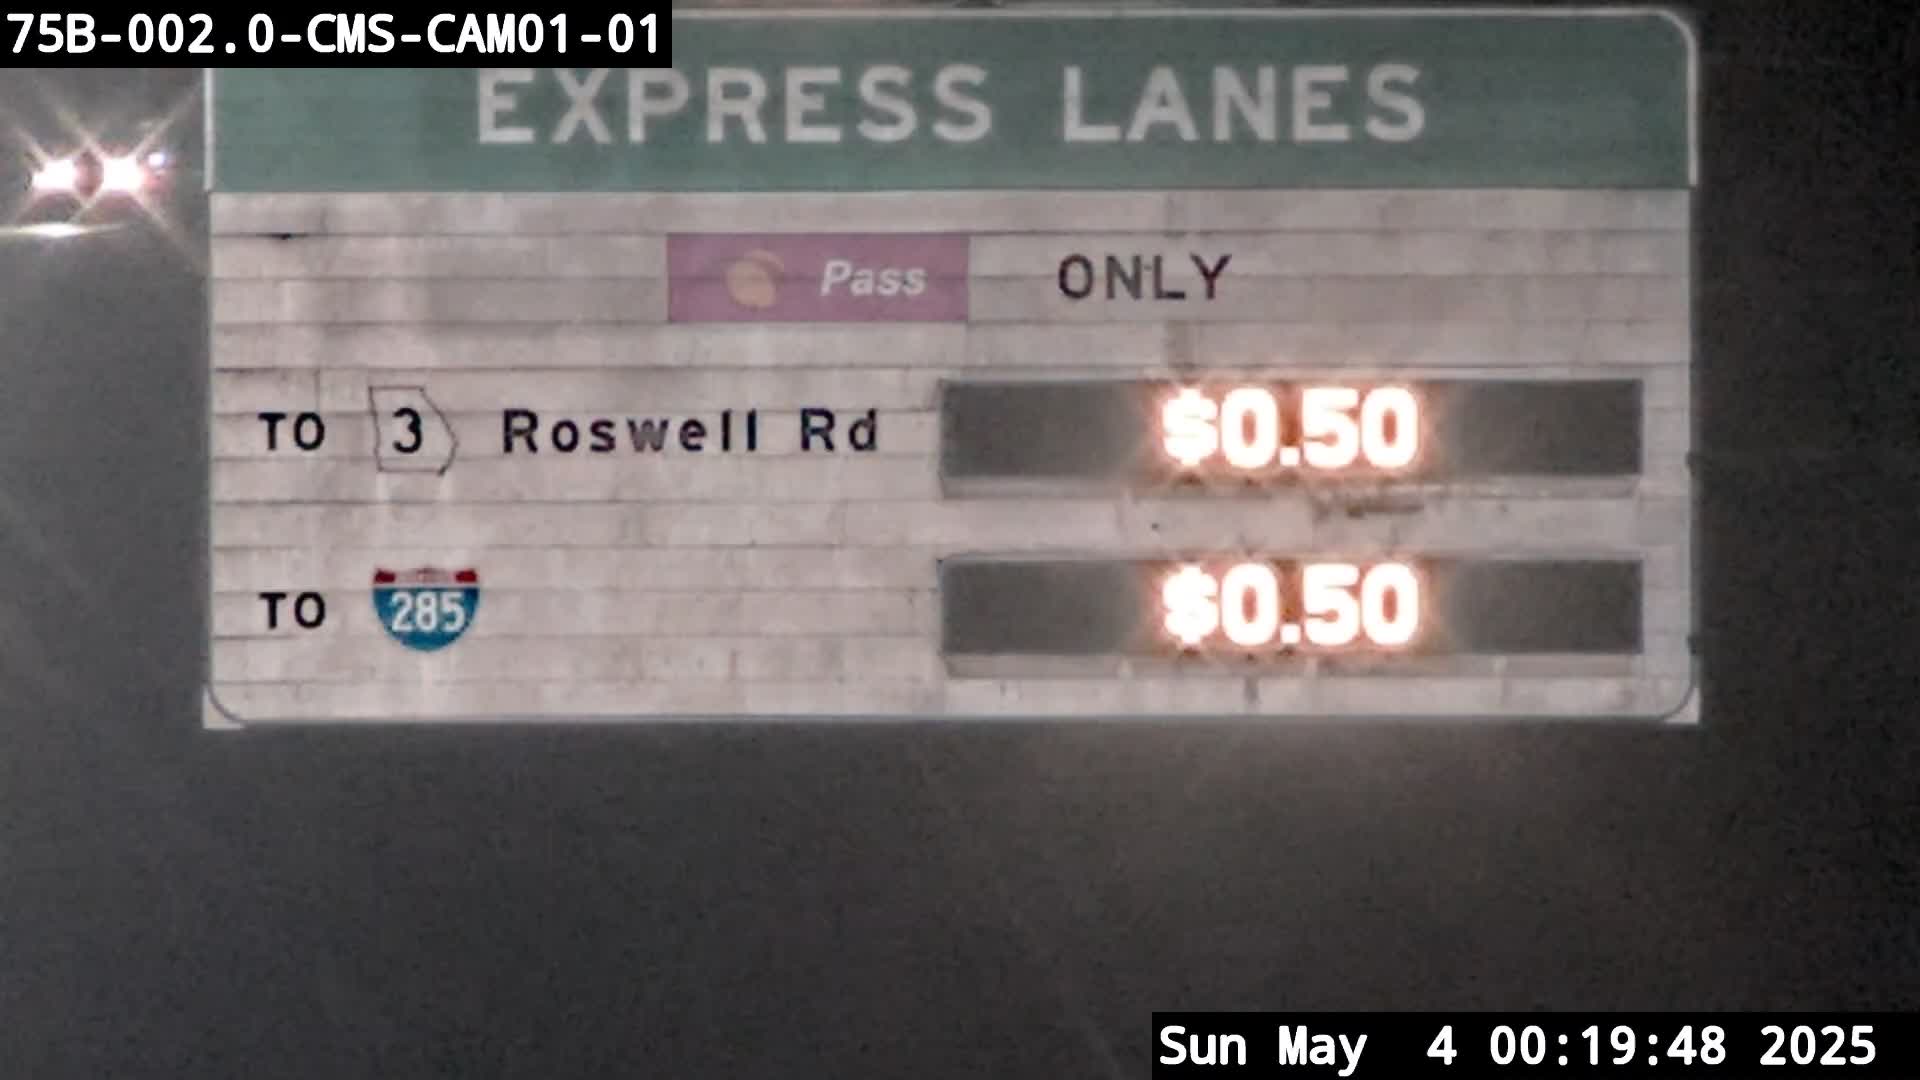 75B-002.0-CMS-CAM01-01
EXPRESS LANES
Pass ONLY
TO 3 Roswell Rd $0.50
TO 285 $0.50
Sun May 4 00:19:48 2025